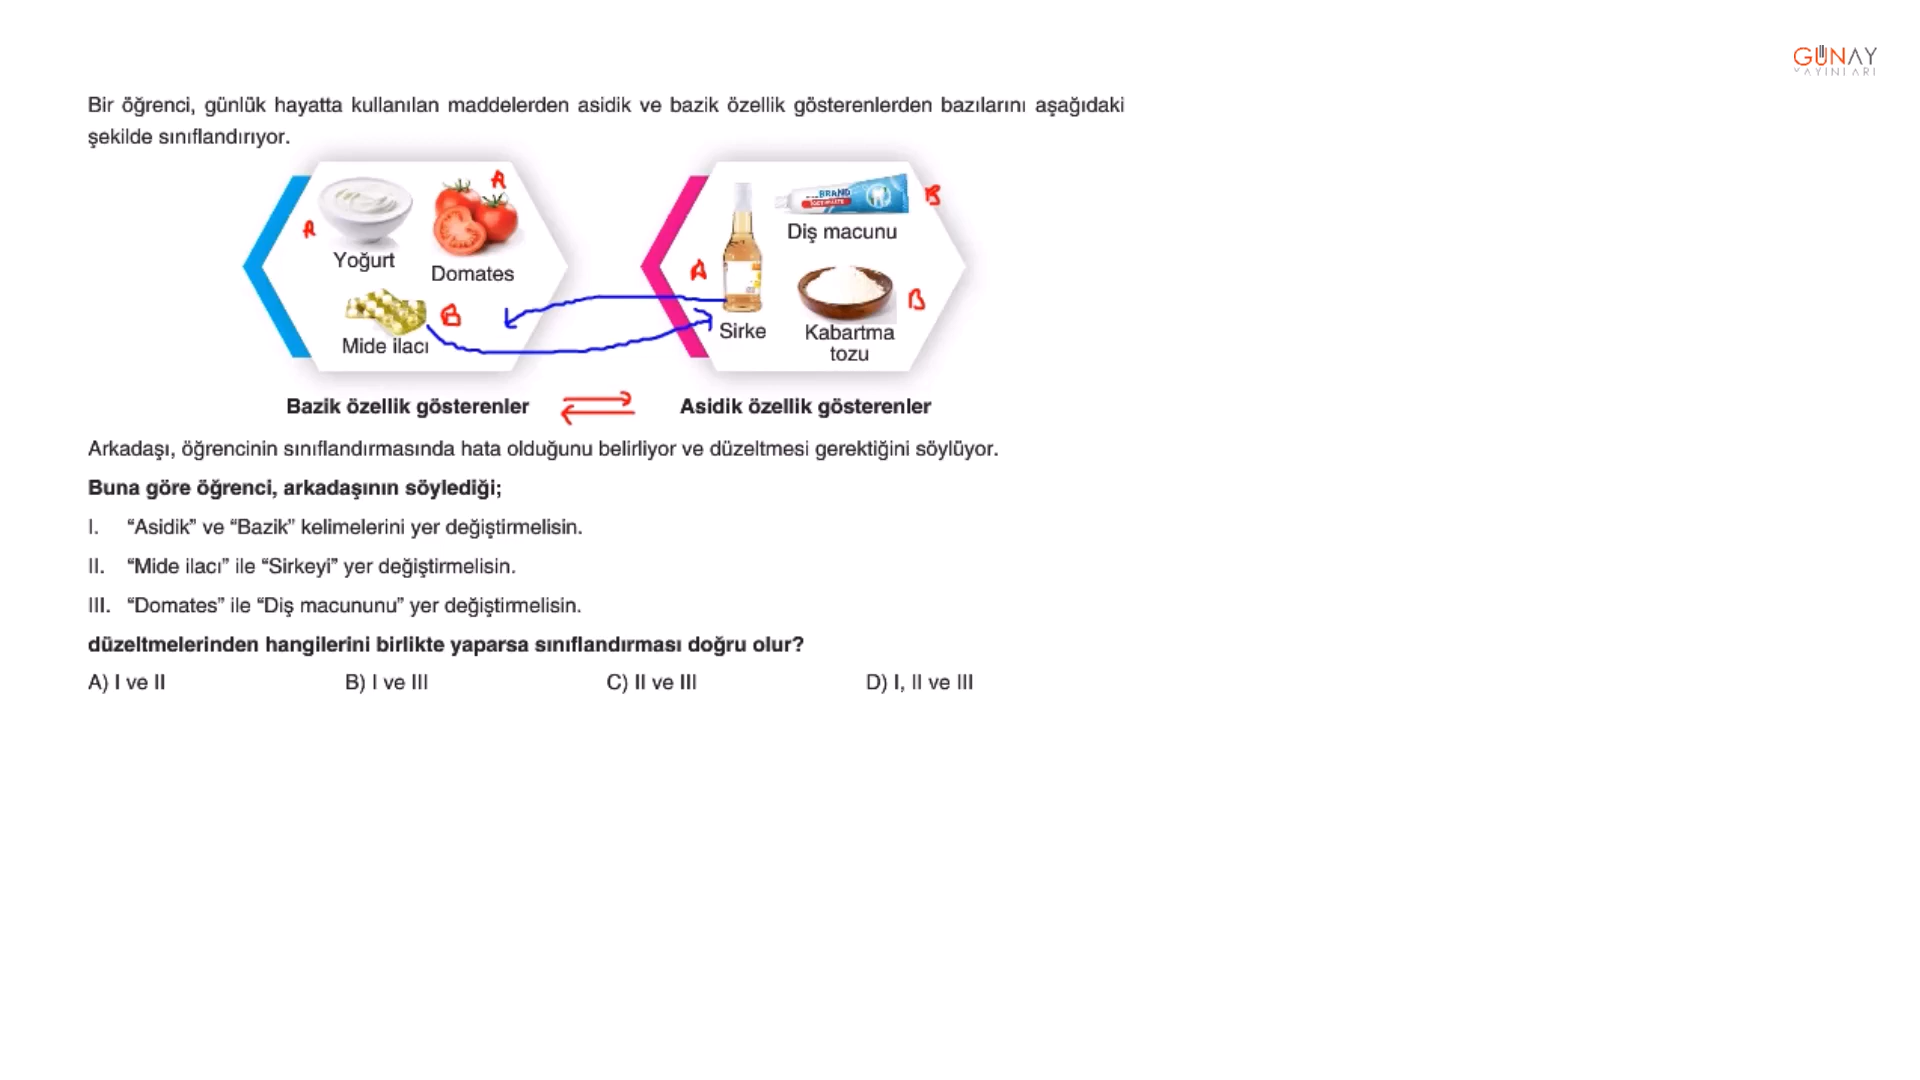 GÜNAY
YAYINLARI
Bir öğrenci, günlük hayatta kullanılan maddelerden asidik ve bazik özellik gösterenlerden bazılarını aşağıdaki
şekilde sınıflandırıyor.
A
A
Yoğurt
Domates
B
Mide ilacı
BRAND
B
Diş macunu
A
B
Sirke
Kabartma
tozu
Bazik özellik gösterenler
Asidik özellik gösterenler
Arkadaşı, öğrencinin sınıflandırmasında hata olduğunu belirliyor ve düzeltmesi gerektiğini söylüyor.
Buna göre öğrenci, arkadaşının söylediği;
I. “Asidik” ve “Bazik” kelimelerini yer değiştirmelisin.
II. “Mide ilacı” ile “Sirkeyi” yer değiştirmelisin.
III. “Domates” ile “Diş macununu” yer değiştirmelisin.
düzeltmelerinden hangilerini birlikte yaparsa sınıflandırması doğru olur?
A) I ve II B) I ve III C) II ve III D) I, II ve III